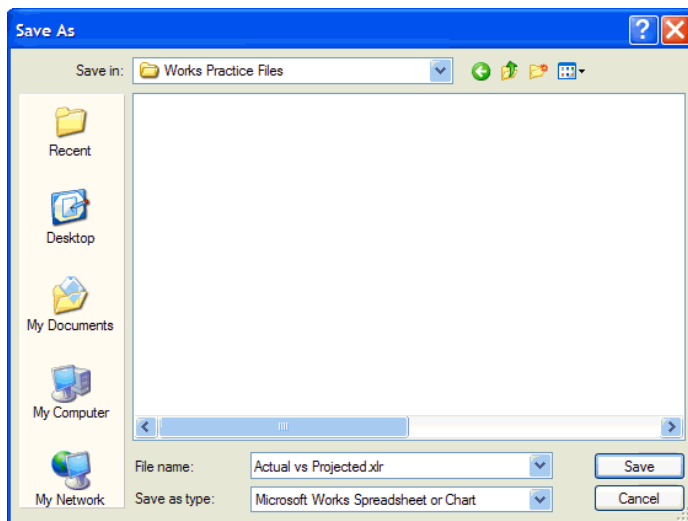 Save As
?
Save in:
Works Practice Files
Recent
Desktop
My Documents
My Computer
My Network
File name:
Actual vs Projected.xlr
Save
Save as type:
Microsoft Works Spreadsheet or Chart
Cancel